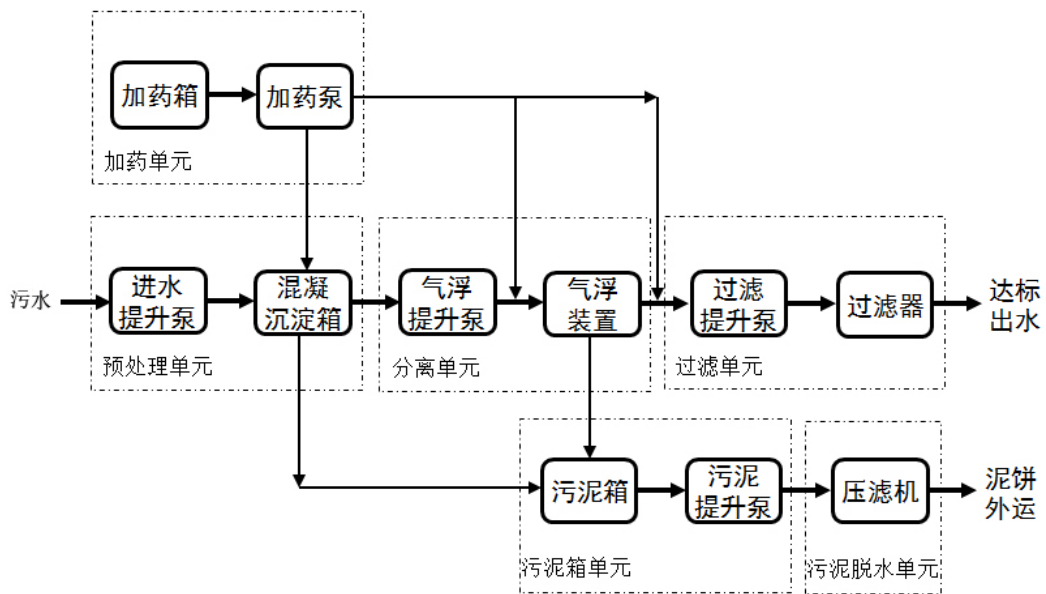 加药箱
加药泵
加药单元
污水
进水
提升泵
混凝
沉淀箱
预处理单元
气浮
提升泵
气浮
装置
分离单元
过滤
提升泵
过滤器
过滤单元
达标
出水
污泥箱
污泥
提升泵
污泥箱单元
压滤机
污泥脱水单元
泥饼
外运